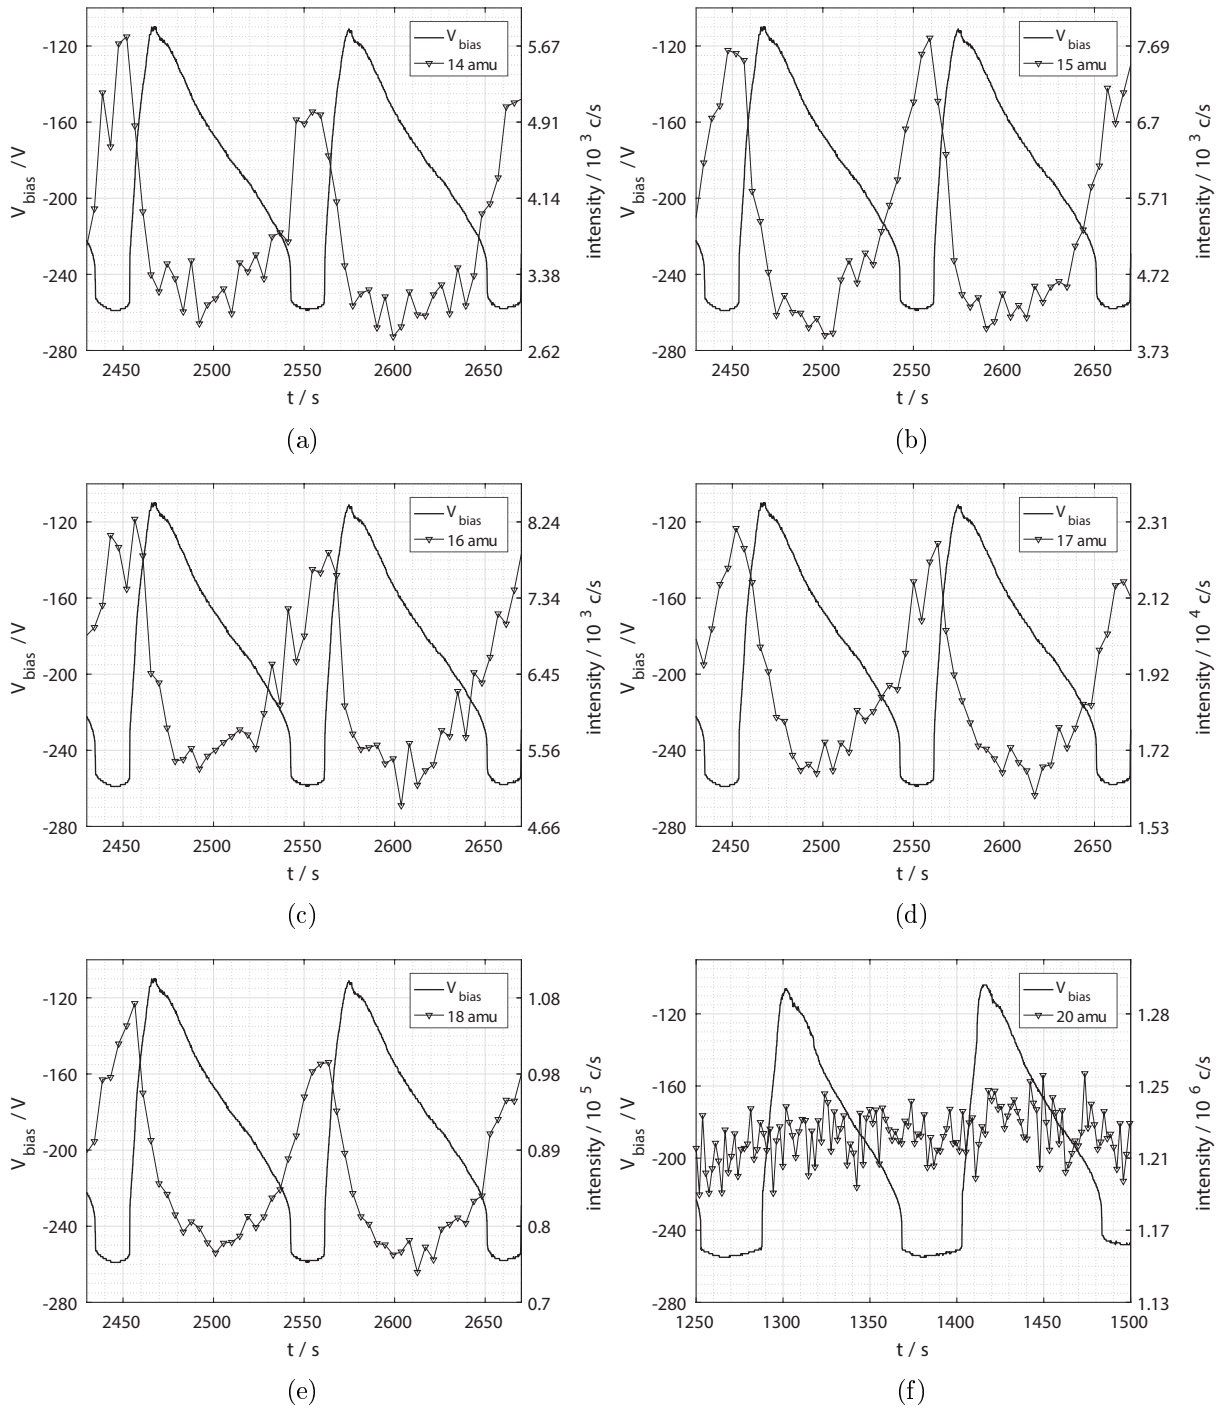 -120
-160
-200
-240
-280
V bias / V
2450 2500 2550 2600 2650
t / s
5.67
4.91
4.14
3.38
2.62
intensity / 10 3 c/s
V bias
14 amu
(a)
-120
-160
-200
-240
-280
V bias / V
2450 2500 2550 2600 2650
t / s
7.69
6.7
5.71
4.72
3.73
intensity / 10 3 c/s
V bias
15 amu
(b)
-120
-160
-200
-240
-280
V bias / V
2450 2500 2550 2600 2650
t / s
8.24
7.34
6.45
5.56
4.66
intensity / 10 3 c/s
V bias
16 amu
(c)
-120
-160
-200
-240
-280
V bias / V
2450 2500 2550 2600 2650
t / s
2.31
2.12
1.92
1.72
1.53
intensity / 10 4 c/s
V bias
17 amu
(d)
-120
-160
-200
-240
-280
V bias / V
2450 2500 2550 2600 2650
t / s
1.08
0.98
0.89
0.8
0.7
intensity / 10 5 c/s
V bias
18 amu
(e)
-120
-160
-200
-240
-280
V bias / V
1250 1300 1350 1400 1450 1500
t / s
1.28
1.25
1.21
1.17
1.13
intensity / 10 6 c/s
V bias
20 amu
(f)